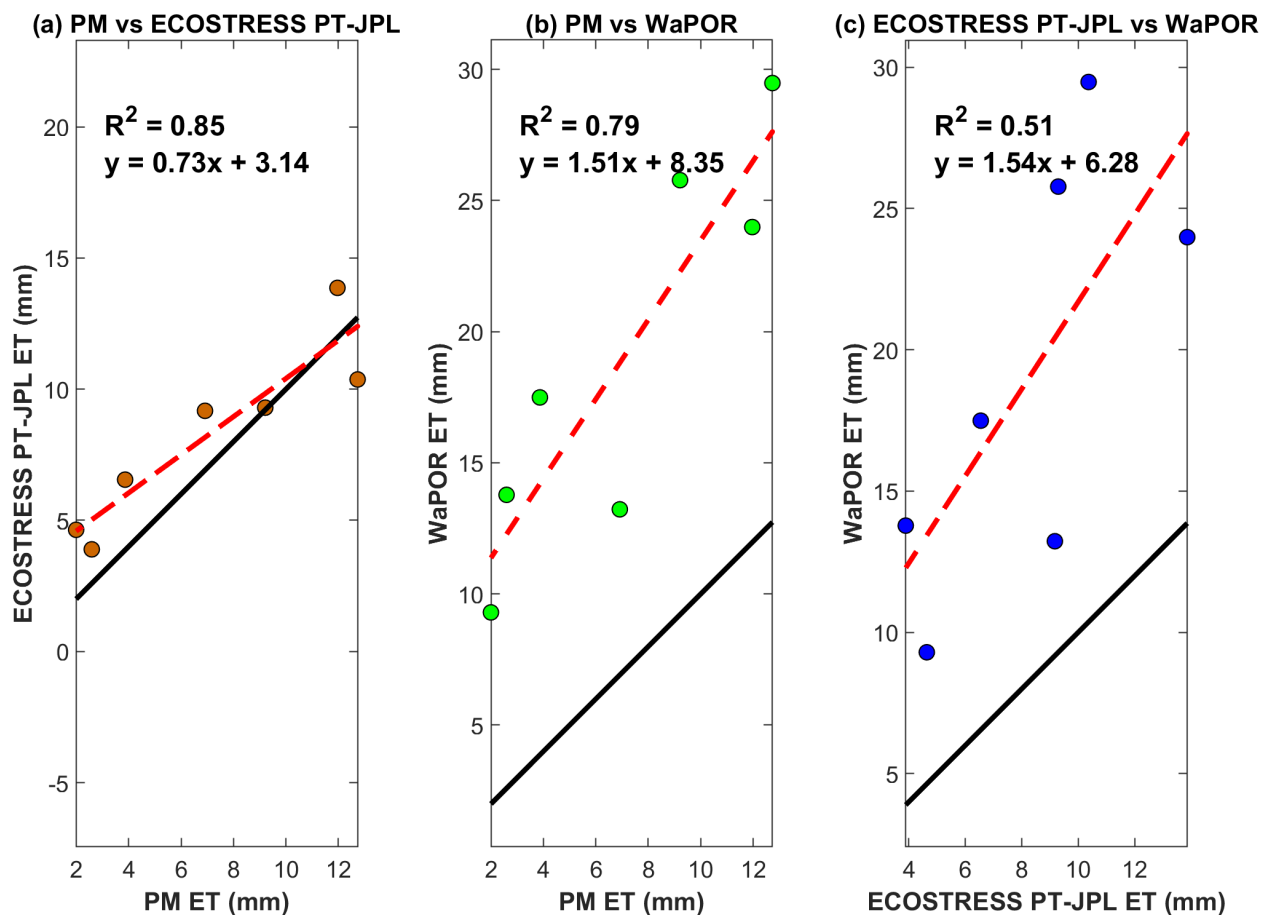 (a) PM vs ECOSTRESS PT-JPL
R² = 0.85
y = 0.73x + 3.14
20
15
10
5
0
-5
2 4 6 8 10 12
PM ET (mm)
ECOSTRESS PT-JPL ET (mm)
(b) PM vs WaPOR
R² = 0.79
y = 1.51x + 8.35
30
25
20
15
10
5
2 4 6 8 10 12
PM ET (mm)
WaPOR ET (mm)
(c) ECOSTRESS PT-JPL vs WaPOR
R² = 0.51
y = 1.54x + 6.28
30
25
20
15
10
5
4 6 8 10 12
ECOSTRESS PT-JPL ET (mm)
WaPOR ET (mm)